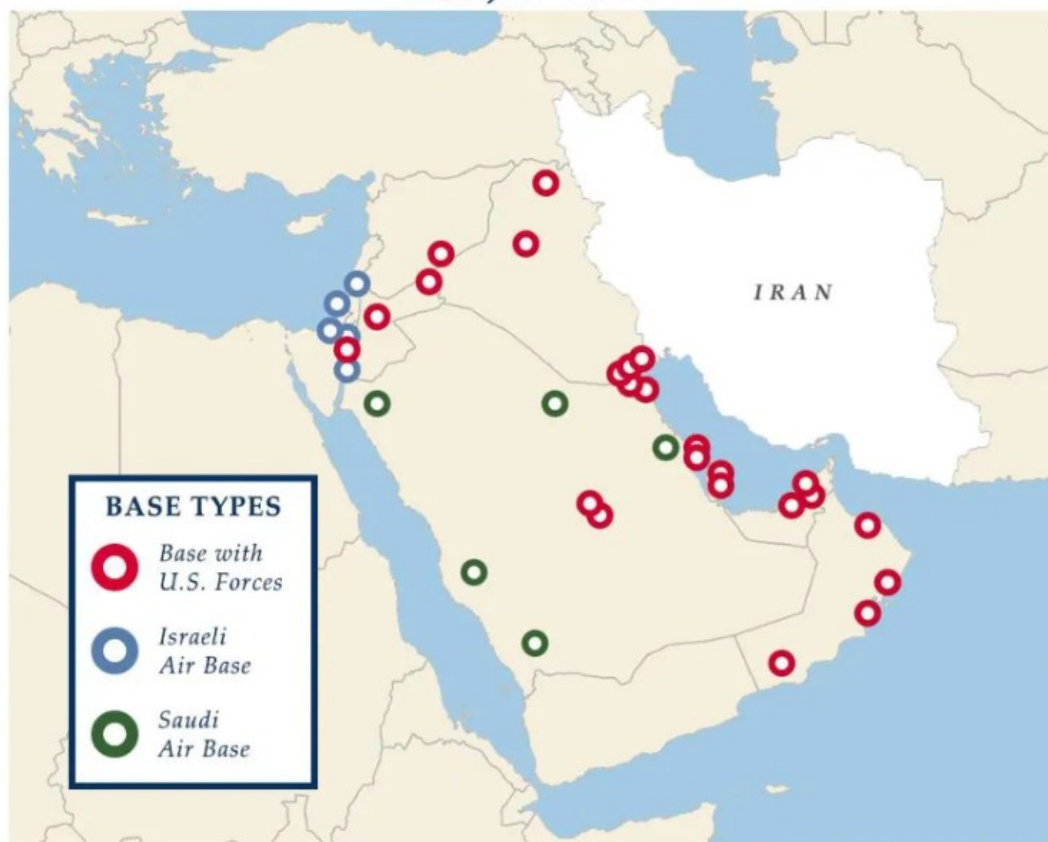 IRAN
BASE TYPES
Base with
U.S. Forces
Israeli
Air Base
Saudi
Air Base